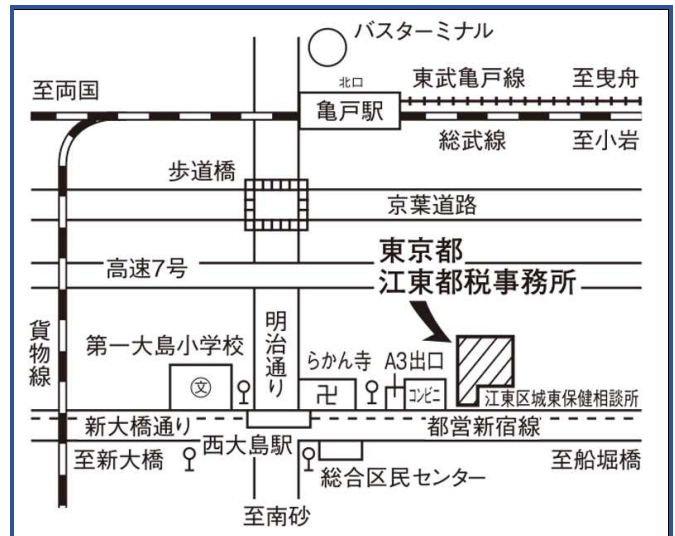 バスターミナル
北口
東武亀戸線
至曳舟
至両国
亀戸駅
総武線
至小岩
歩道橋
京葉道路
東京都
江東都税事務所
高速7号
貨物線
明治通り
第一大島小学校
らかん寺
A3出口
文
卍
コンビニ
江東区城東保健相談所
新大橋通り
都営新宿線
西大島駅
至新大橋
至船堀橋
総合区民センター
至南砂